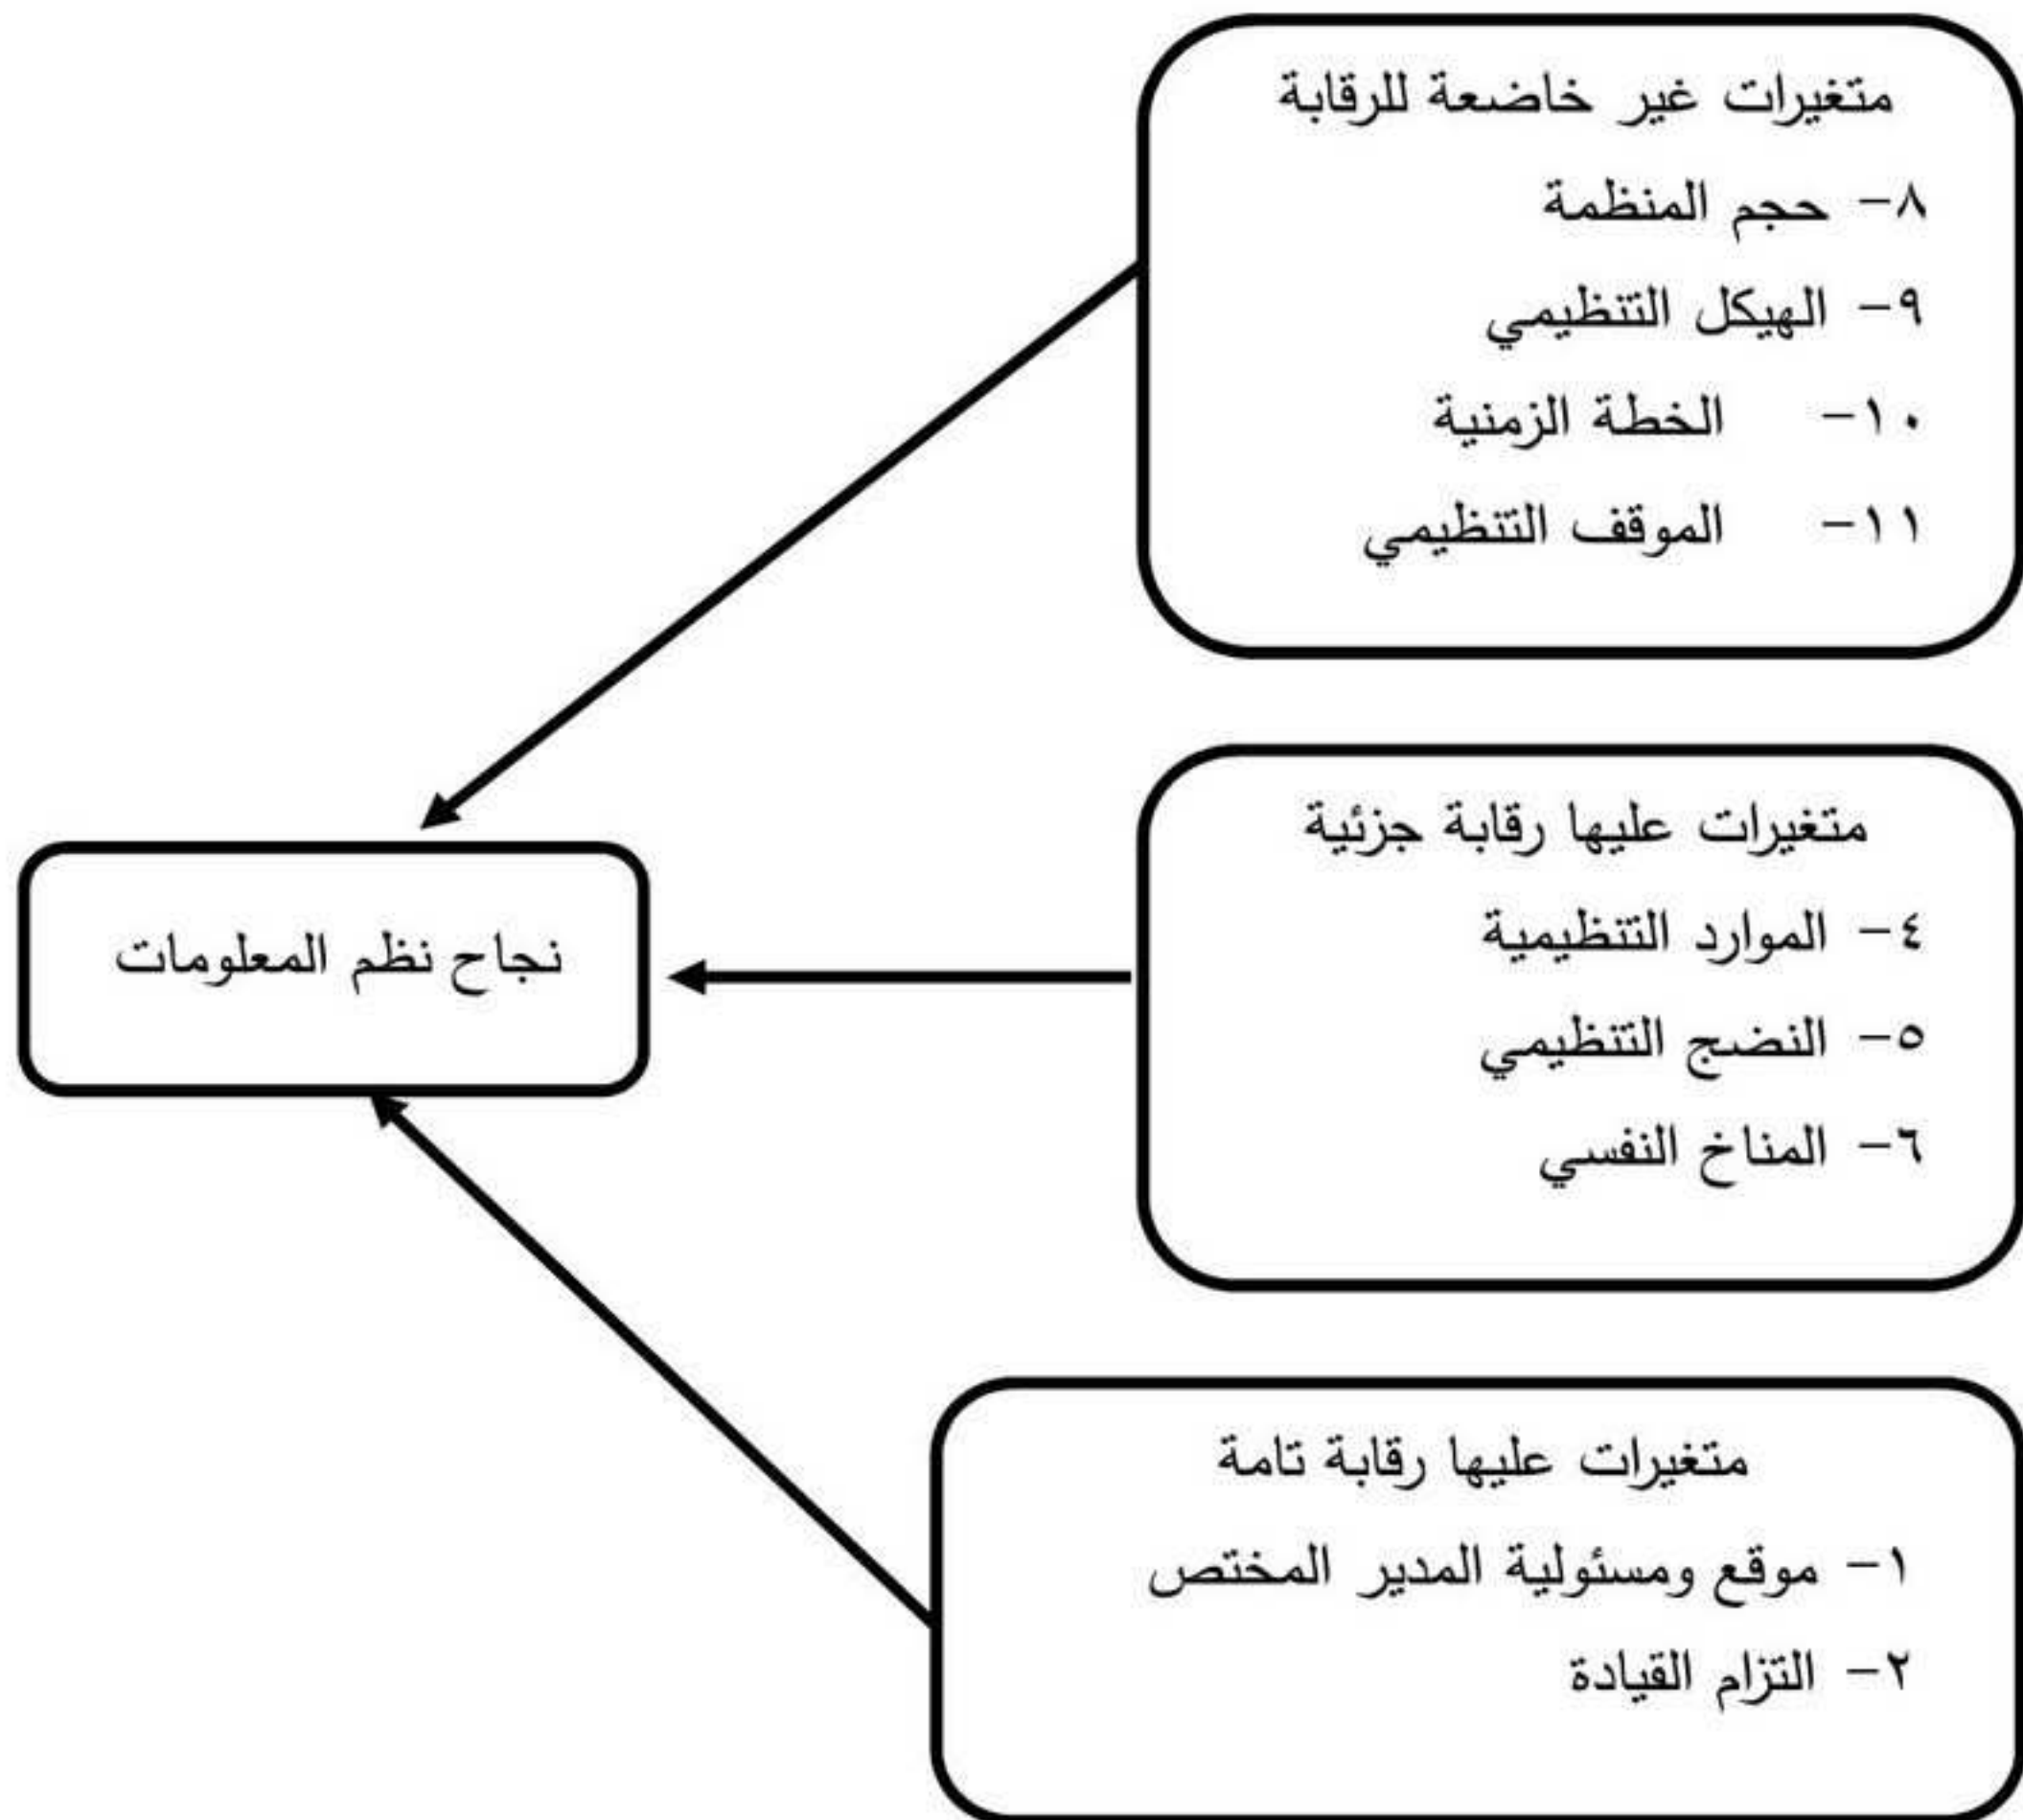 متغيرات غير خاضعة للرقابة
٨- حجم المنظمة
٩- الهيكل التنظيمي
١٠- الخطة الزمنية
١١- الموقف التنظيمي
متغيرات عليها رقابة جزئية
٤- الموارد التنظيمية
٥- النضج التنظيمي
٦- المناخ النفسي
نجاح نظم المعلومات
متغيرات عليها رقابة تامة
١- موقع ومسئولية المدير المختص
٢- التزام القيادة